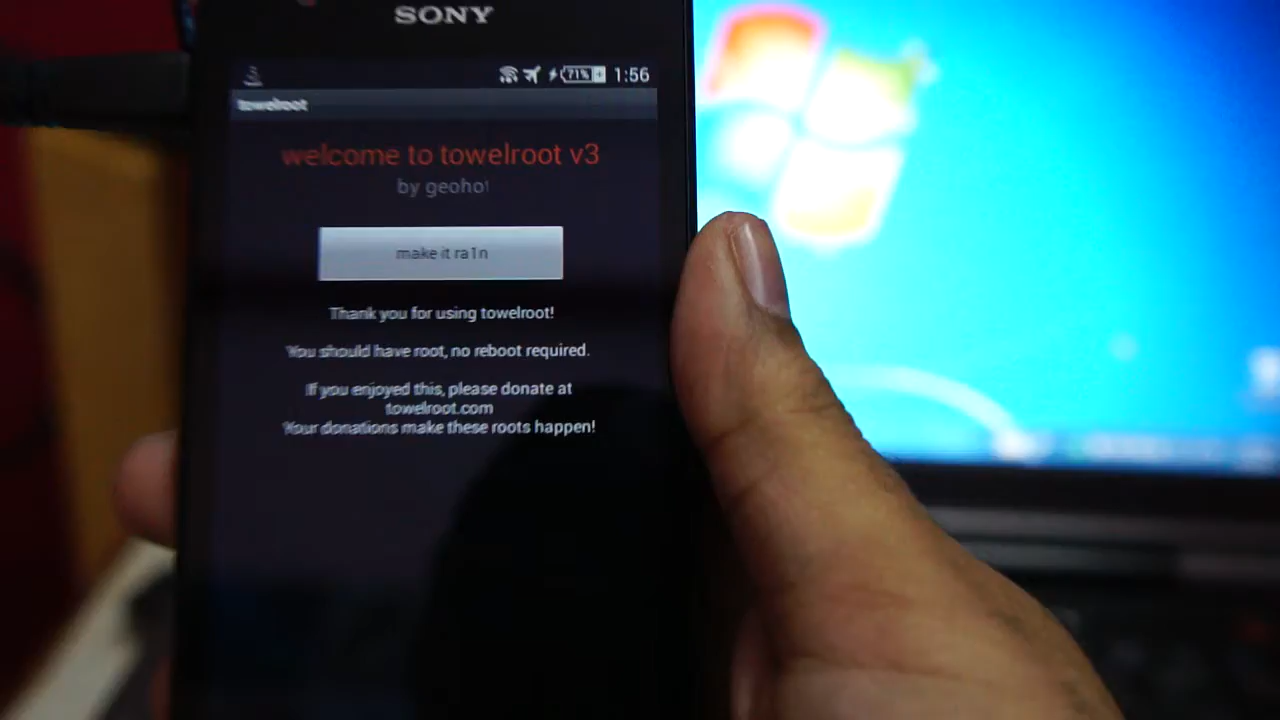 SONY
71% 1:56
towelroot
welcome to towelroot v3
by geohot
make it ra1n
Thank you for using towelroot!
You should have root, no reboot required.
If you enjoyed this, please donate at
towelroot.com
Your donations make these roots happen!